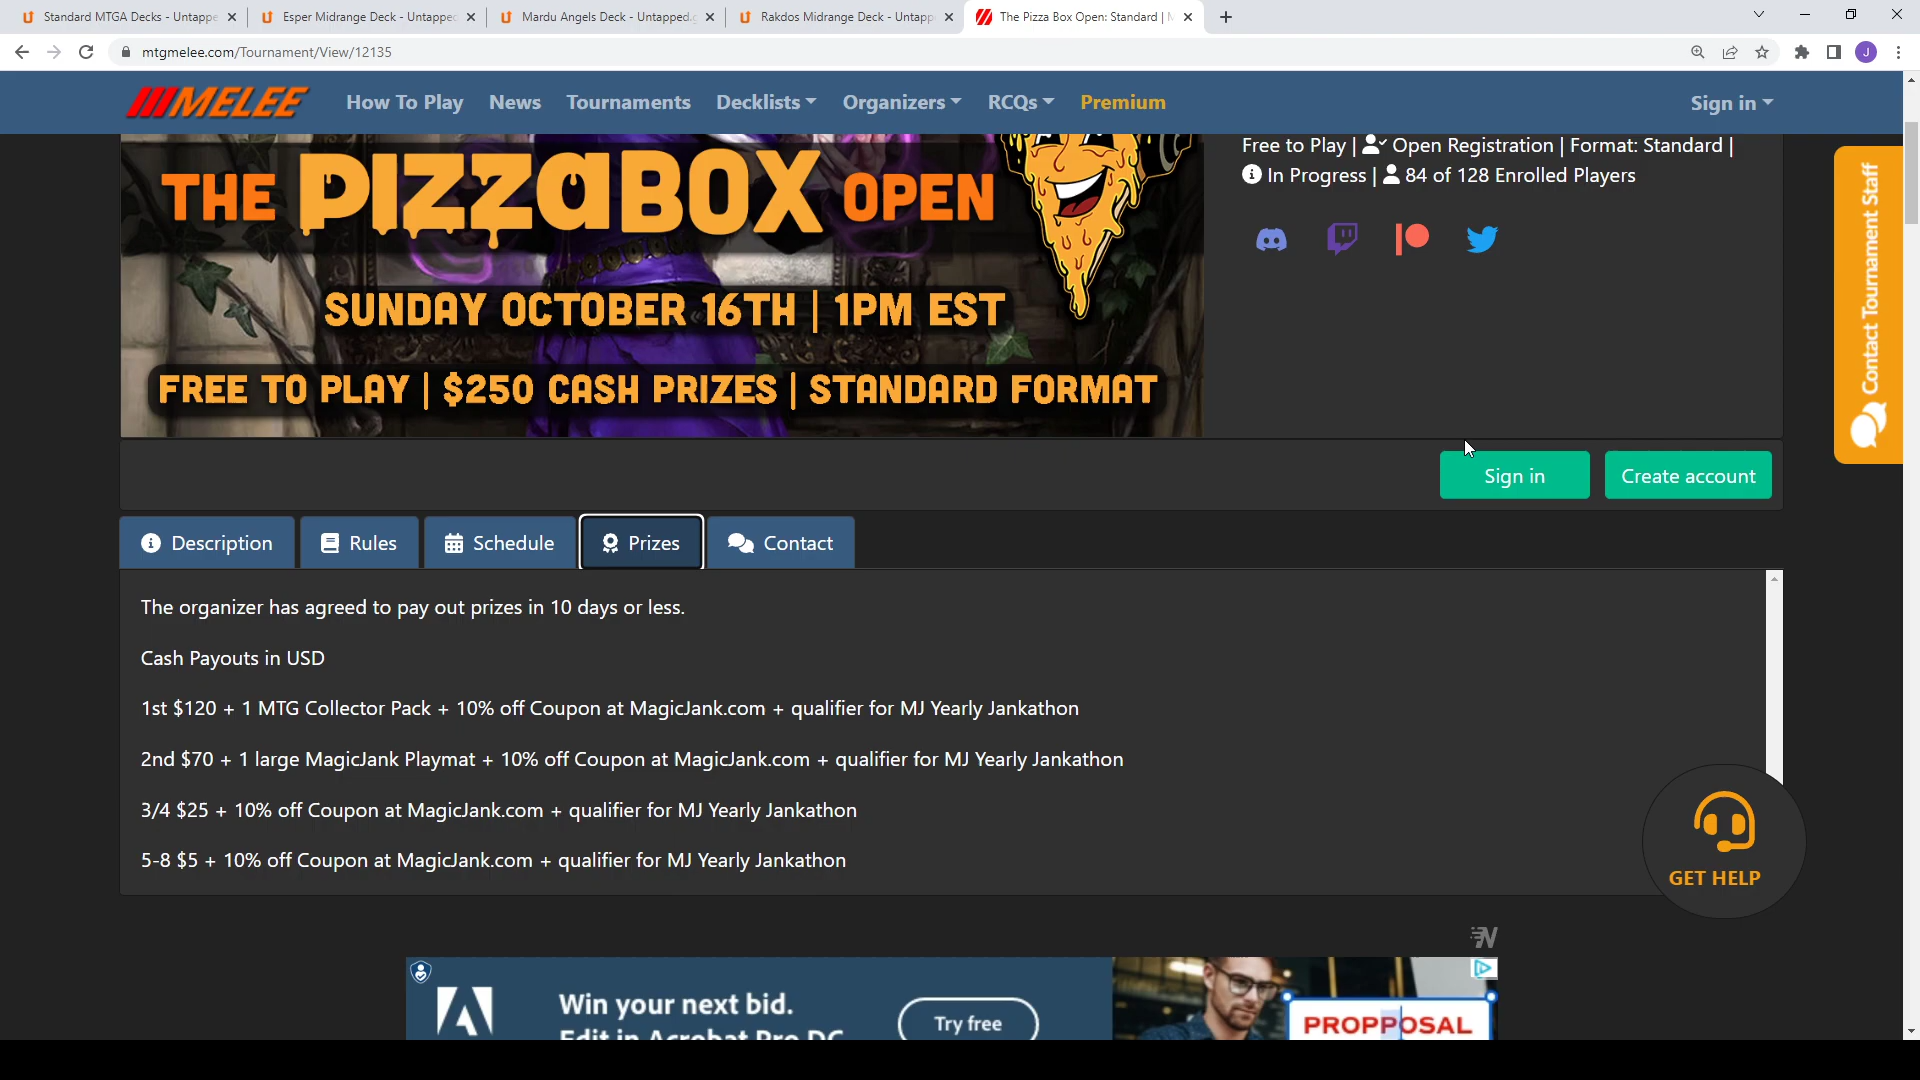 Standard MTGA Decks - Untappe
Esper Midrange Deck - Untapped
Mardu Angels Deck - Untapped.g
Rakdos Midrange Deck - Untapp
The Pizza Box Open: Standard | M
mtgmelee.com/Tournament/View/12135
J
MELEE
How To Play
News
Tournaments
Decklists
Organizers
RCQs
Premium
Sign in
THE PIZZA BOX OPEN
SUNDAY OCTOBER 16TH | 1PM EST
FREE TO PLAY | $250 CASH PRIZES | STANDARD FORMAT
Free to Play | Open Registration | Format: Standard |
In Progress | 84 of 128 Enrolled Players
Contact Tournament Staff
Sign in
Create account
Description
Rules
Schedule
Prizes
Contact
The organizer has agreed to pay out prizes in 10 days or less.
Cash Payouts in USD
1st $120 + 1 MTG Collector Pack + 10% off Coupon at MagicJank.com + qualifier for MJ Yearly Jankathon
2nd $70 + 1 large MagicJank Playmat + 10% off Coupon at MagicJank.com + qualifier for MJ Yearly Jankathon
3/4 $25 + 10% off Coupon at MagicJank.com + qualifier for MJ Yearly Jankathon
5-8 $5 + 10% off Coupon at MagicJank.com + qualifier for MJ Yearly Jankathon
GET HELP
Win your next bid.
Edit in Acrobat Pro DC
Try free
PROPPOSAL